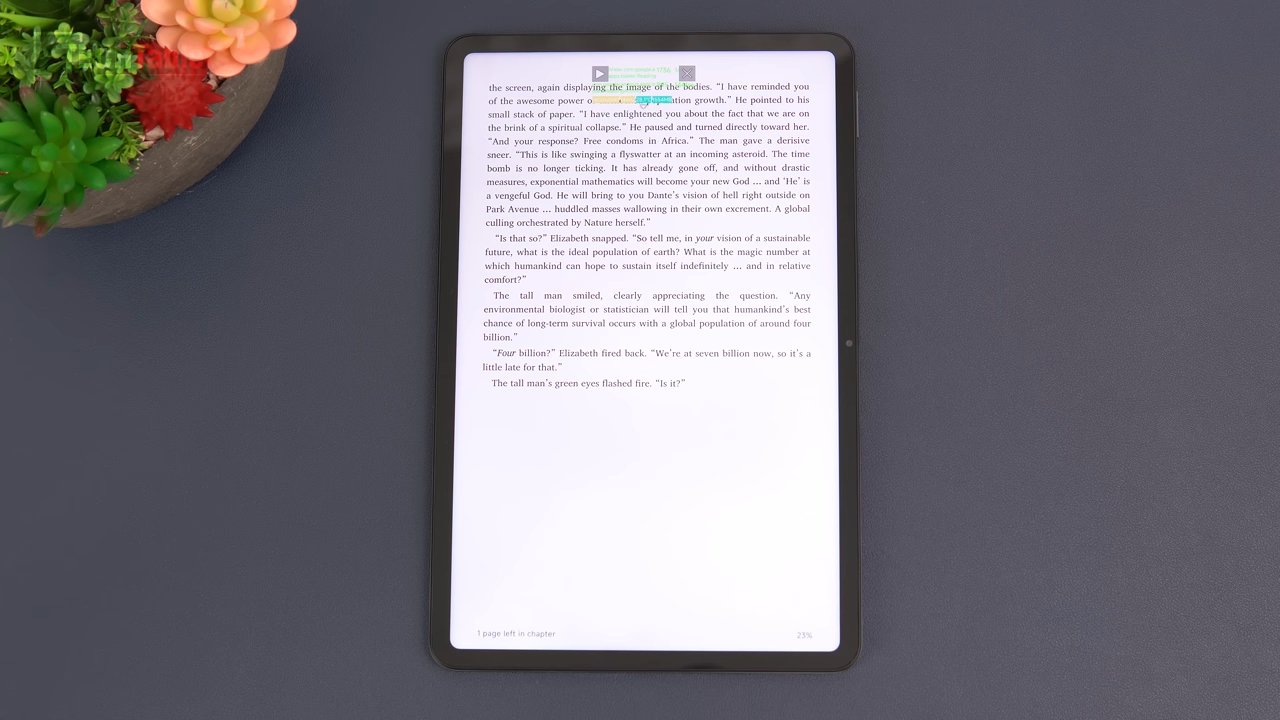 the screen, again displaying the image of the bodies. “I have reminded you
of the awesome power o tion growth.” He pointed to his
small stack of paper. “I have enlightened you about the fact that we are on
the brink of a spiritual collapse.” He paused and turned directly toward her.
“And your response? Free condoms in Africa.” The man gave a derisive
sneer. “This is like swinging a flyswatter at an incoming asteroid. The time
bomb is no longer ticking. It has already gone off, and without drastic
measures, exponential mathematics will become your new God ... and ‘He’ is
a vengeful God. He will bring to you Dante’s vision of hell right outside on
Park Avenue ... huddled masses wallowing in their own excrement. A global
culling orchestrated by Nature herself.”
“Is that so?” Elizabeth snapped. “So tell me, in your vision of a sustainable
future, what is the ideal population of earth? What is the magic number at
which humankind can hope to sustain itself indefinitely ... and in relative
comfort?”
The tall man smiled, clearly appreciating the question. “Any
environmental biologist or statistician will tell you that humankind’s best
chance of long-term survival occurs with a global population of around four
billion.”
“Four billion?” Elizabeth fired back. “We’re at seven billion now, so it’s a
little late for that.”
The tall man’s green eyes flashed fire. “Is it?”
1 page left in chapter
23%